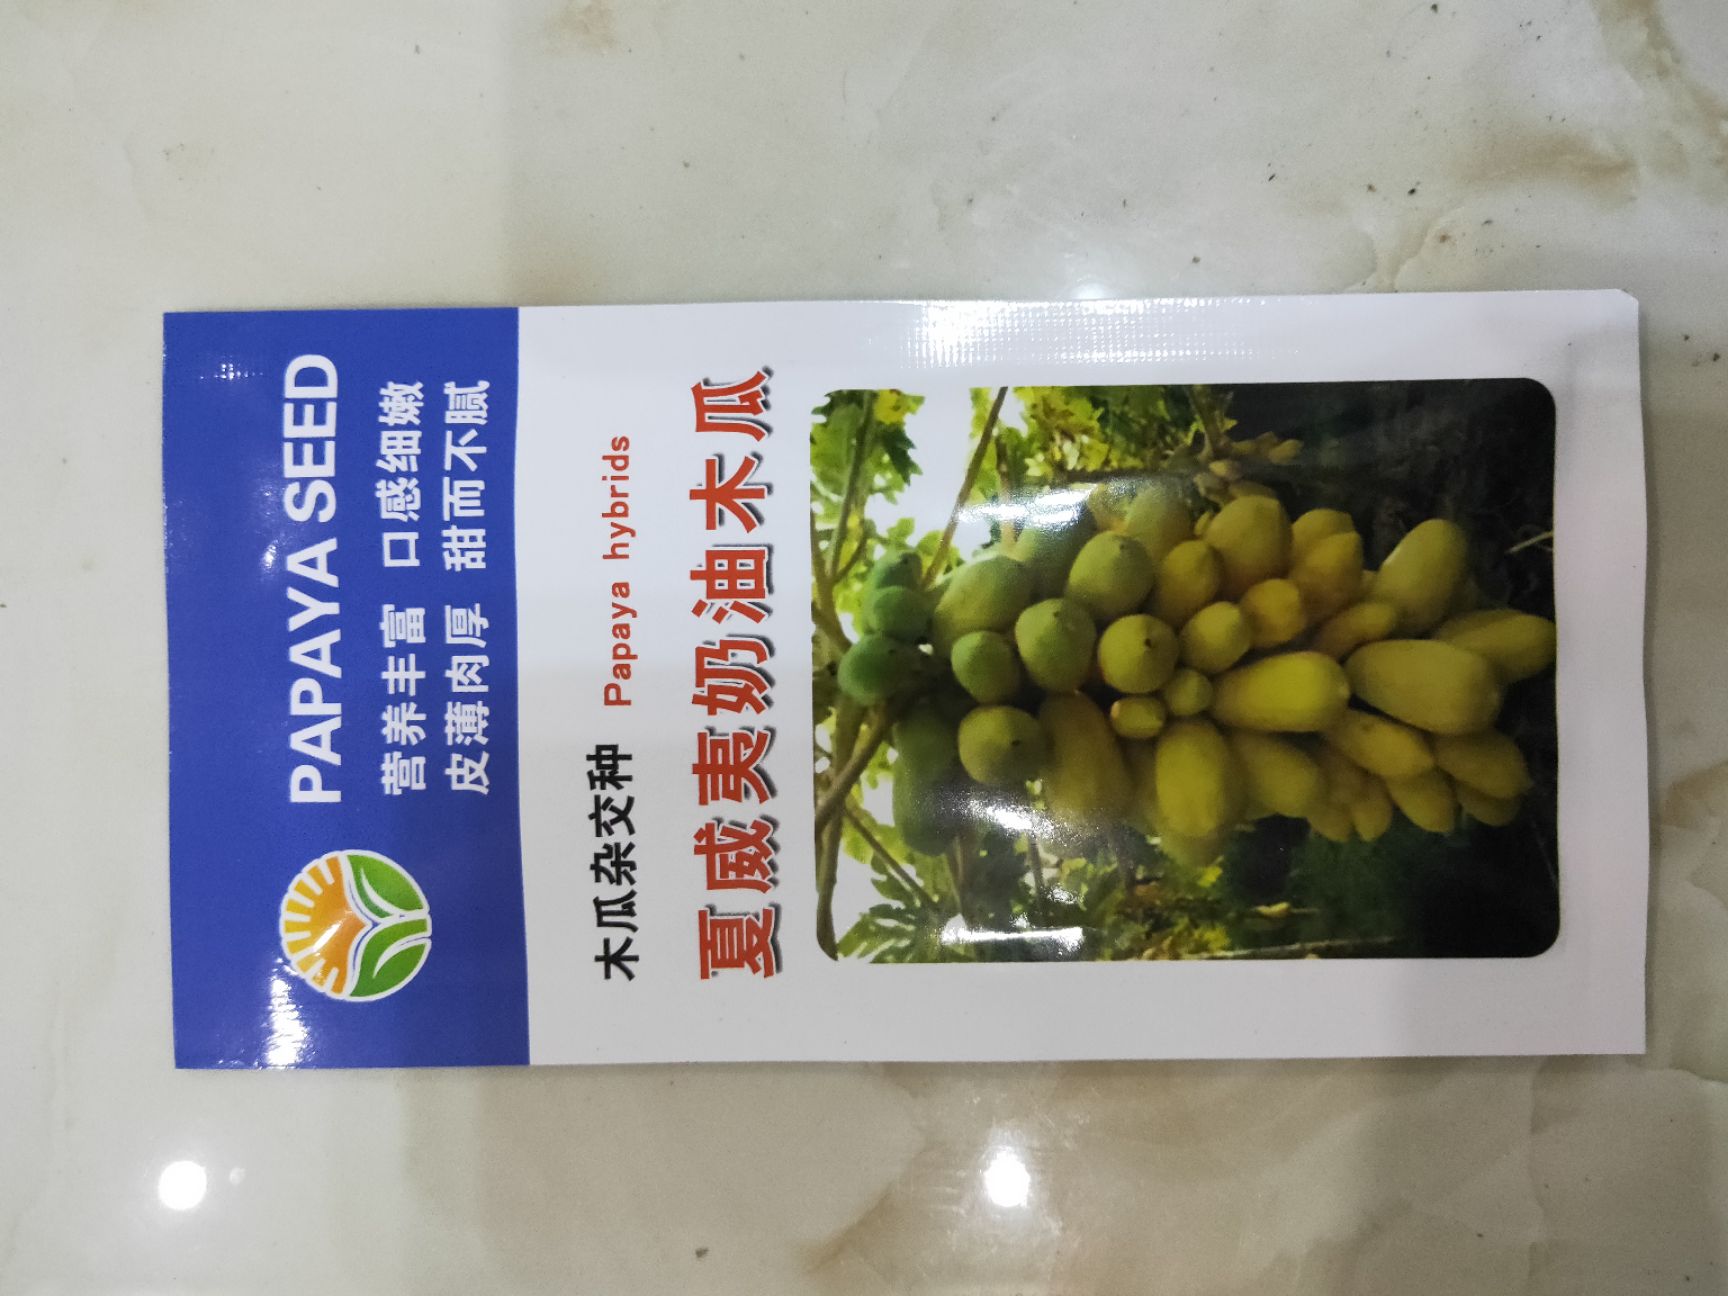 PAPAYA SEED
营养丰富 口感细嫩
皮薄肉厚 甜而不腻
木瓜杂交种 Papaya hybrids
夏威夷奶油木瓜